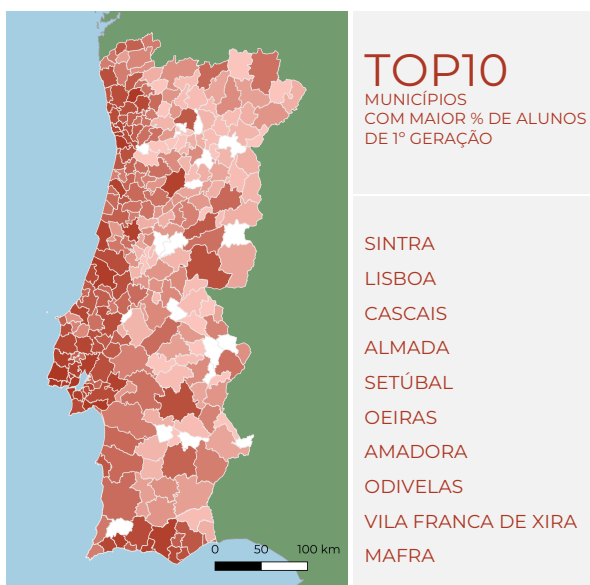 TOP10
MUNICÍPIOS
COM MAIOR % DE ALUNOS
DE 1º GERAÇÃO
SINTRA
LISBOA
CASCAIS
ALMADA
SETÚBAL
OEIRAS
AMADORA
ODIVELAS
VILA FRANCA DE XIRA
MAFRA
0 50 100 km